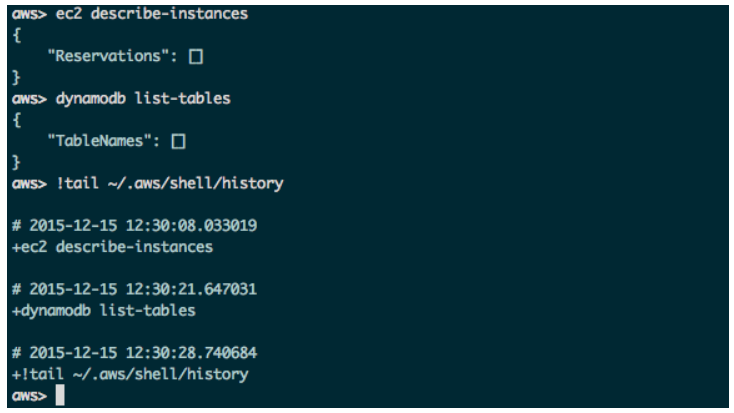 aws> ec2 describe-instances
{
    "Reservations": []
}
aws> dynamodb list-tables
{
    "TableNames": []
}
aws> !tail ~/.aws/shell/history

# 2015-12-15 12:30:08.033019
+ec2 describe-instances

# 2015-12-15 12:30:21.647031
+dynamodb list-tables

# 2015-12-15 12:30:28.740684
+!tail ~/.aws/shell/history
aws>